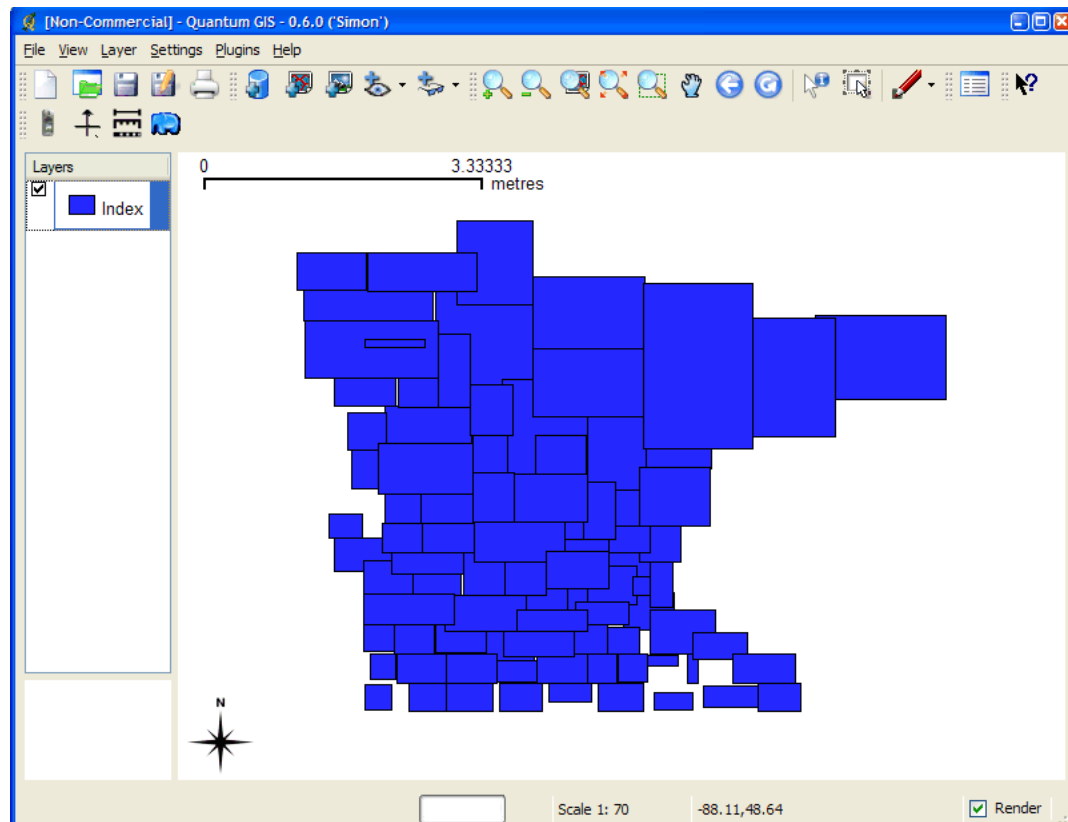 [Non-Commercial] - Quantum GIS - 0.6.0 ('Simon')
File View Layer Settings Plugins Help
Layers
Index
0 3.33333
metres
N
Scale 1: 70
-88.11,48.64
Render